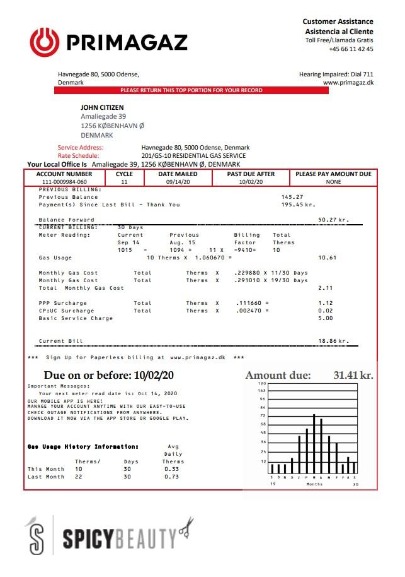 PRIMAGAZ
Customer Assistance
Asistencia al Cliente
Toll Free/Llamada Gratis
+45 66 11 42 45
Havnegade 80, 5000 Odense,
Denmark
Hearing Impaired: Dial 711
www.primagaz.dk
PLEASE RETURN THIS TOP PORTION FOR YOUR RECORD
JOHN CITIZEN
Amaliegade 39
1256 KØBENHAVN Ø
DENMARK
Service Address: Havnegade 80, 5000 Odense, Denmark
Rate Schedule: 201/GS-10 RESIDENTIAL GAS SERVICE
Your Local Office Is Amaliegade 39, 1256 KØBENHAVN Ø, DENMARK
ACCOUNT NUMBER CYCLE DATE MAILED PAST DUE AFTER PLEASE PAY AMOUNT DUE
111-0009984-060 11 09/14/20 10/02/20 NONE
PREVIOUS BILLING:
Previous Balance 145.27
Payment(s) Since Last Bill - Thank You 195.45 kr.
Balance Forward 50.27 kr.
CURRENT BILLING: 30 Days
Meter Reading: Current Previous Billing Total
Sep 14 Aug. 15 Factor Therms
1015 - 1094 = 11 X -9410= 10
Gas Usage 10 Therms X 1,060670 = 10.61
Monthly Gas Cost Total Therms X .229880 X 11/30 Days
Monthly Gas Cost Total Therms X .291010 X 19/30 Days
Total Monthly Gas Cost 2.11
PPP Surcharge Total Therms X .111660 = 1.12
CPUC Surcharge Total Therms X .002470 = 0.02
Basic Service Charge 5.00
Current Bill 18.86 kr.
*** Sign Up for Paperless billing at www.primagaz.dk ***
Due on or before: 10/02/20
Amount due: 31.41 kr.
Important Messages:
Your next meter read date is: Oct 14, 2020
OUR MOBILE APP IS HERE!
MANAGE YOUR ACCOUNT ANYTIME WITH OUR EASY-TO-USE
CHECK OUTAGE NOTIFICATIONS FROM ANYWHERE.
DOWNLOAD IT NOW VIA THE APP STORE OR GOOGLE PLAY.
Gas Usage History Information: Avg
Daily
Therms/ Days Therms
This Month 10 30 0.33
Last Month 22 30 0.73
Months
SPICYBEAUTY